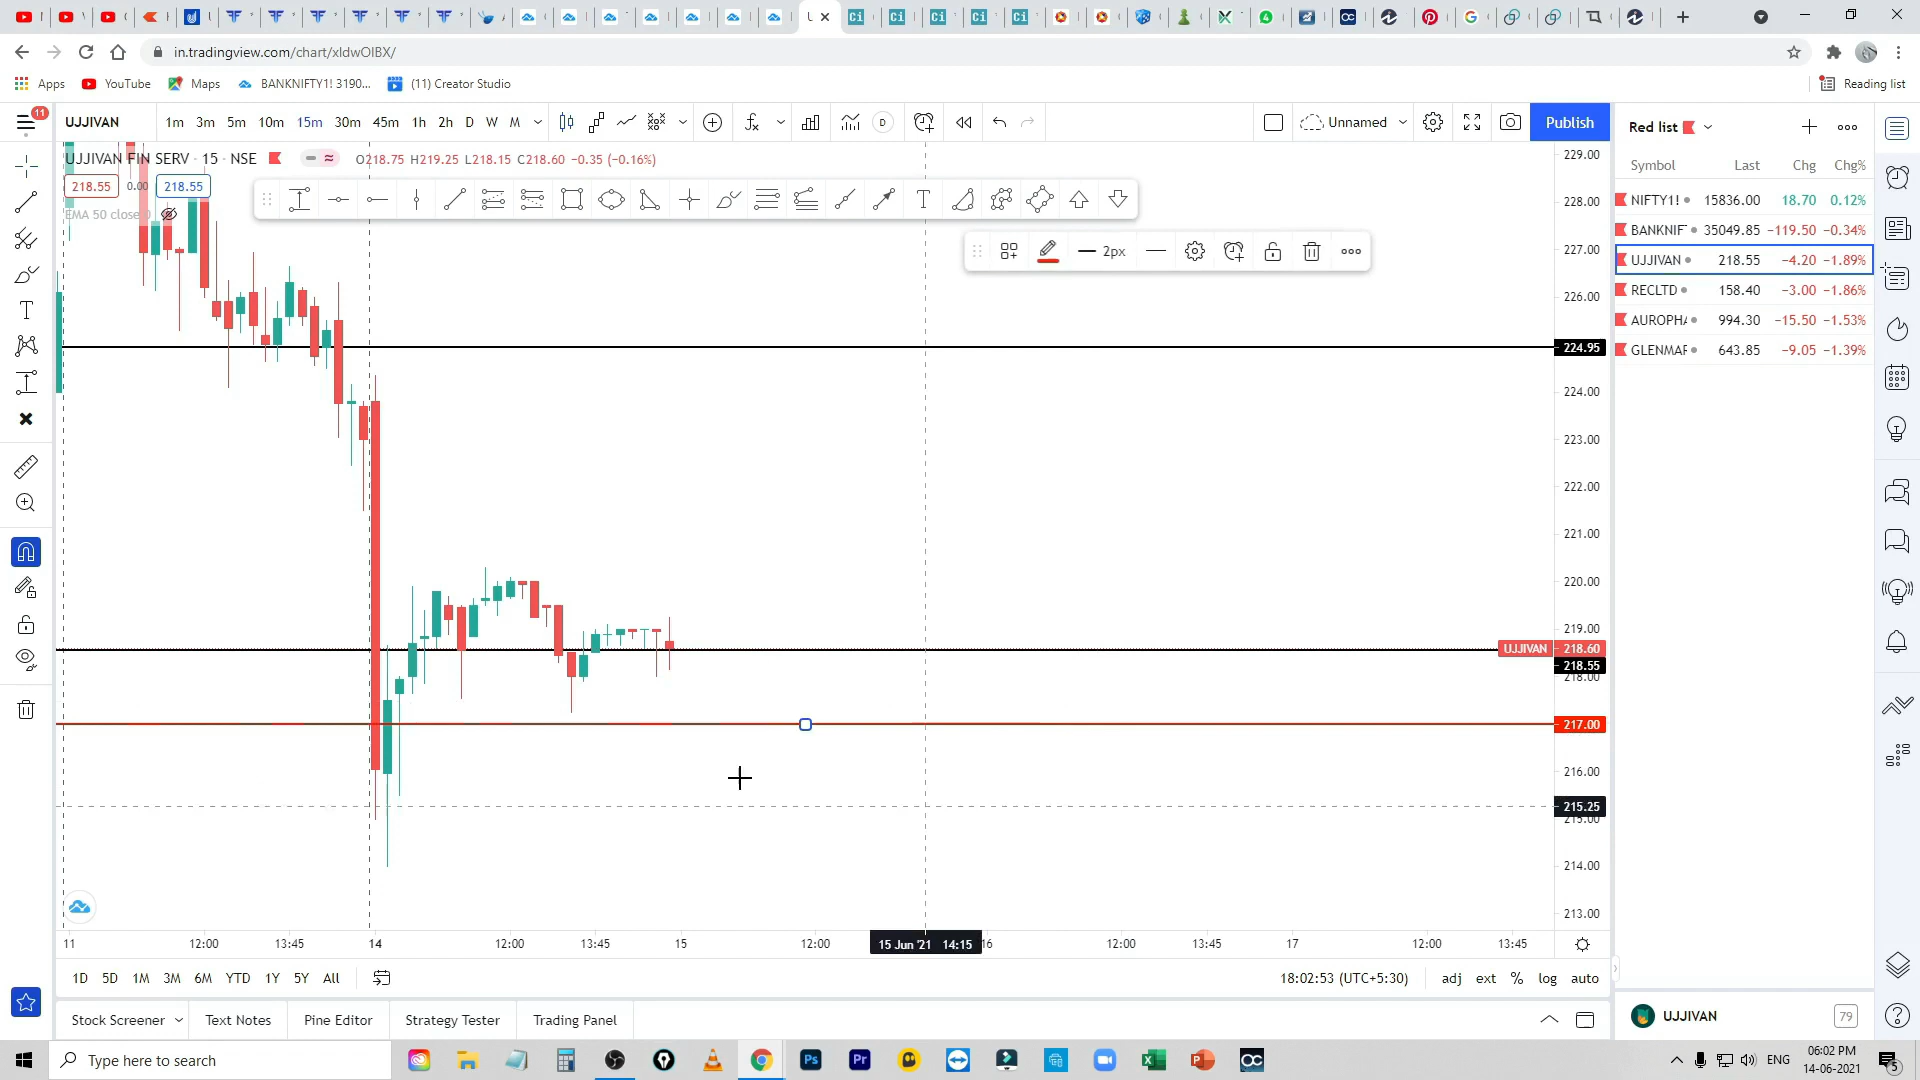 in.tradingview.com/chart/xIdwOIBX/
Apps YouTube Maps BANKNIFTY1! 3190... (11) Creator Studio Reading list
11 UJJIVAN 1m 3m 5m 10m 15m 30m 45m 1h 2h D W M D Unnamed Publish
UJJIVAN FIN SERV · 15 · NSE O218.75 H219.25 L218.15 C218.60 −0.35 (−0.16%)
218.55 0.00 218.55
EMA 50 close 0
2px
229.00
228.00
227.00
226.00
224.95
224.00
223.00
222.00
221.00
220.00
219.00
UJJIVAN 218.60
218.55
218.00
217.00
216.00
215.25
215.00
214.00
213.00
11 12:00 13:45 14 12:00 13:45 15 12:00 15 Jun '21 14:15 16 12:00 13:45 17 12:00 13:45
1D 5D 1M 3M 6M YTD 1Y 5Y All 18:02:53 (UTC+5:30) adj ext % log auto
Stock Screener Text Notes Pine Editor Strategy Tester Trading Panel
Red list
Symbol Last Chg Chg%
NIFTY1! 15836.00 18.70 0.12%
BANKNIF 35049.85 −119.50 −0.34%
UJJIVAN 218.55 −4.20 −1.89%
RECLTD 158.40 −3.00 −1.86%
AUROPHA 994.30 −15.50 −1.53%
GLENMAR 643.85 −9.05 −1.39%
UJJIVAN 79
Type here to search
Ps Pr ENG 06:02 PM
14-06-2021 5